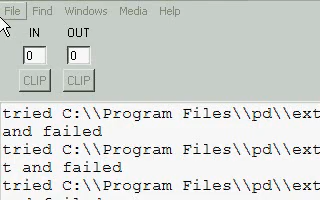 File Find Windows Media Help
IN OUT
0 0
CLIP CLIP
tried C:\\Program Files\\pd\\ext
and failed
tried C:\\Program Files\\pd\\ext
t and failed
tried C:\\Program Files\\pd\\ext